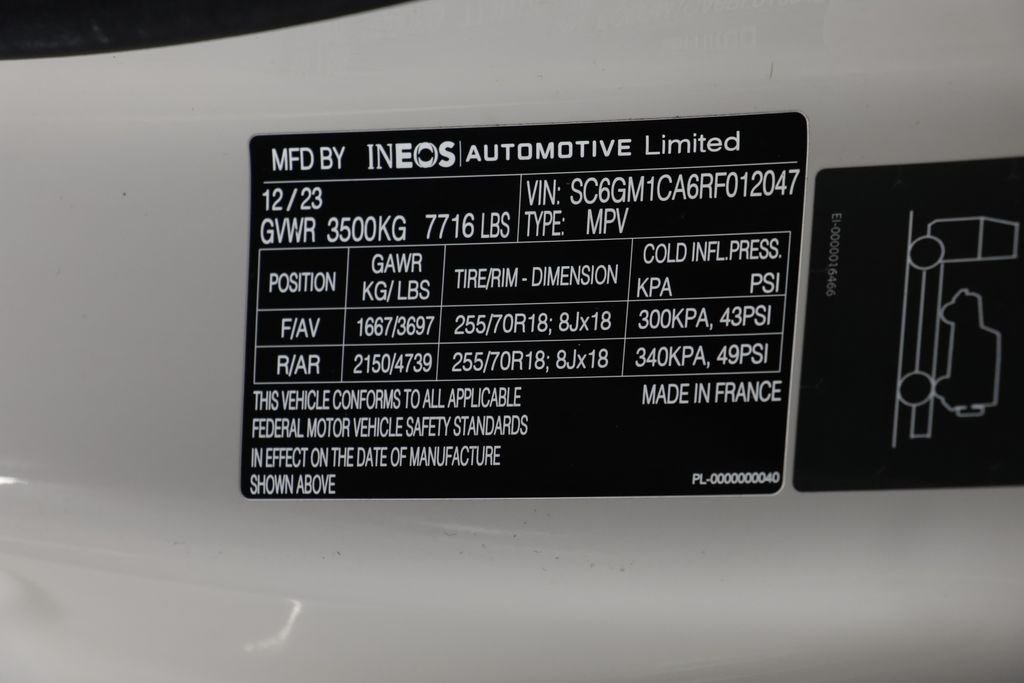 MFD BY INEOS AUTOMOTIVE Limited
12/23 VIN: SC6GM1CA6RF012047
GVWR 3500KG 7716 LBS TYPE: MPV
POSITION GAWR KG/LBS TIRE/RIM - DIMENSION COLD INFL.PRESS. KPA PSI
F/AV 1667/3697 255/70R18; 8Jx18 300KPA, 43PSI
R/AR 2150/4739 255/70R18; 8Jx18 340KPA, 49PSI
THIS VEHICLE CONFORMS TO ALL APPLICABLE MADE IN FRANCE
FEDERAL MOTOR VEHICLE SAFETY STANDARDS
IN EFFECT ON THE DATE OF MANUFACTURE
SHOWN ABOVE PL-0000000040
EI-0000016466